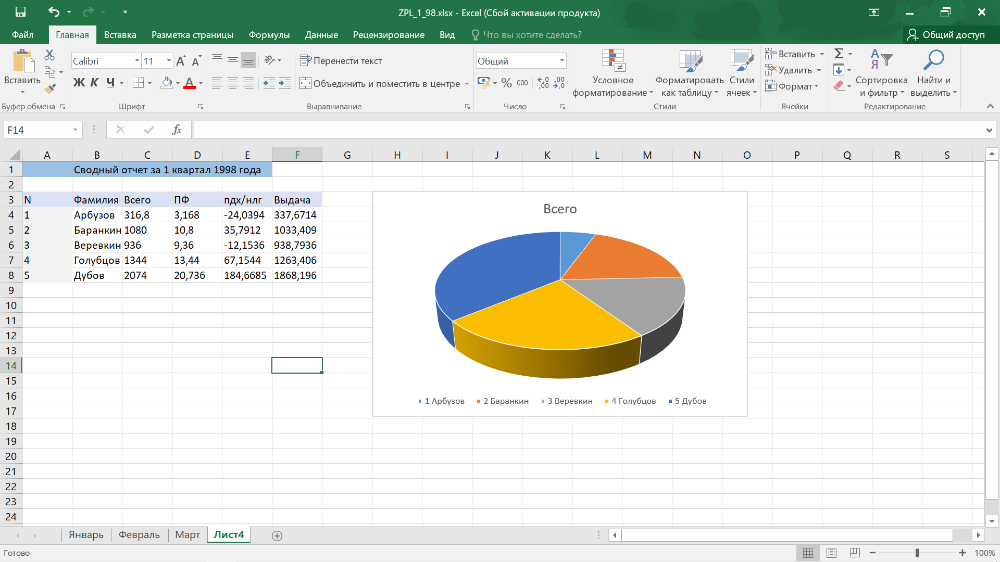 ZPL_1_98.xlsx - Excel (Сбой активации продукта)
Файл Главная Вставка Разметка страницы Формулы Данные Рецензирование Вид Что вы хотите сделать? Общий доступ
Вставить
Буфер обмена
Calibri 11
Ж К Ч А
Шрифт
Перенести текст
Объединить и поместить в центре
Выравнивание
Общий
% 000 ,0 ,00 ,00 ,0
Число
Условное форматирование
Форматировать как таблицу
Стили ячеек
Стили
Вставить
Удалить
Формат
Ячейки
Сортировка и фильтр
Найти и выделить
Редактирование
F14 fx
A B C D E F G H I J K L M N O P Q R S
1 Сводный отчет за 1 квартал 1998 года
2
3 N Фамилия Всего ПФ пдх/нлг Выдача
4 1 Арбузов 316,8 3,168 -24,0394 337,6714
5 2 Баранкин 1080 10,8 35,7912 1033,409
6 3 Веревкин 936 9,36 -12,1536 938,7936
7 4 Голубцов 1344 13,44 67,1544 1263,406
8 5 Дубов 2074 20,736 184,6685 1868,196
9
10
11
12
13
14
15
16
17
18
19
20
21
22
23
24
Всего
1 Арбузов 2 Баранкин 3 Веревкин 4 Голубцов 5 Дубов
Январь Февраль Март Лист4
Готово 100%